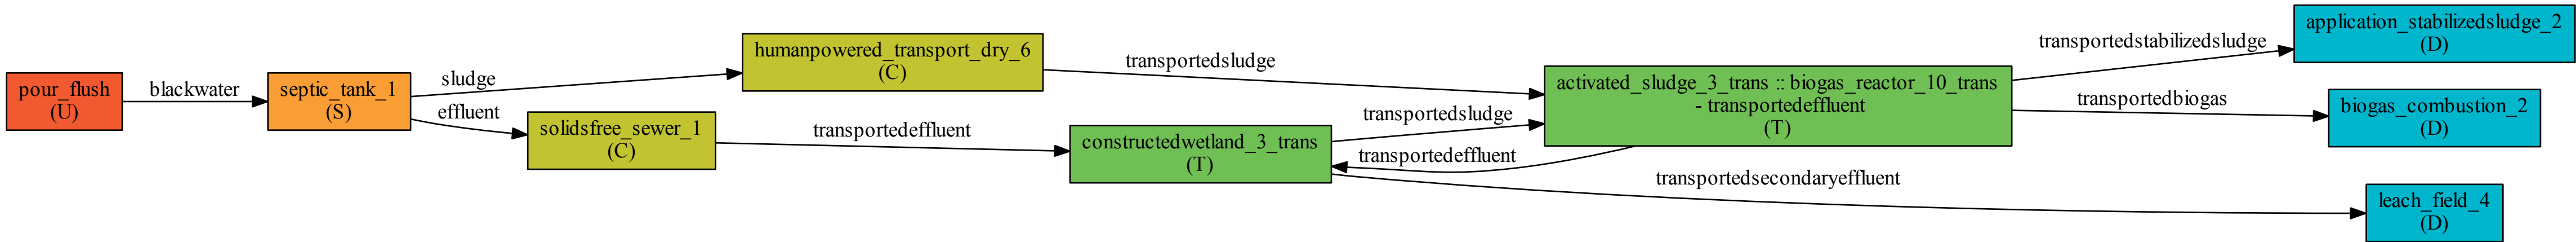 pour_flush
(U)
blackwater
septic_tank_1
(S)
sludge
effluent
humanpowered_transport_dry_6
(C)
solidsfree_sewer_1
(C)
transportedsludge
transportedeffluent
constructedwetland_3_trans
(T)
transportedsludge
transportedeffluent
activated_sludge_3_trans :: biogas_reactor_10_trans
- transportedeffluent
(T)
transportedstabilizedsludge
transportedbiogas
transportedsecondaryeffluent
application_stabilizedsludge_2
(D)
biogas_combustion_2
(D)
leach_field_4
(D)